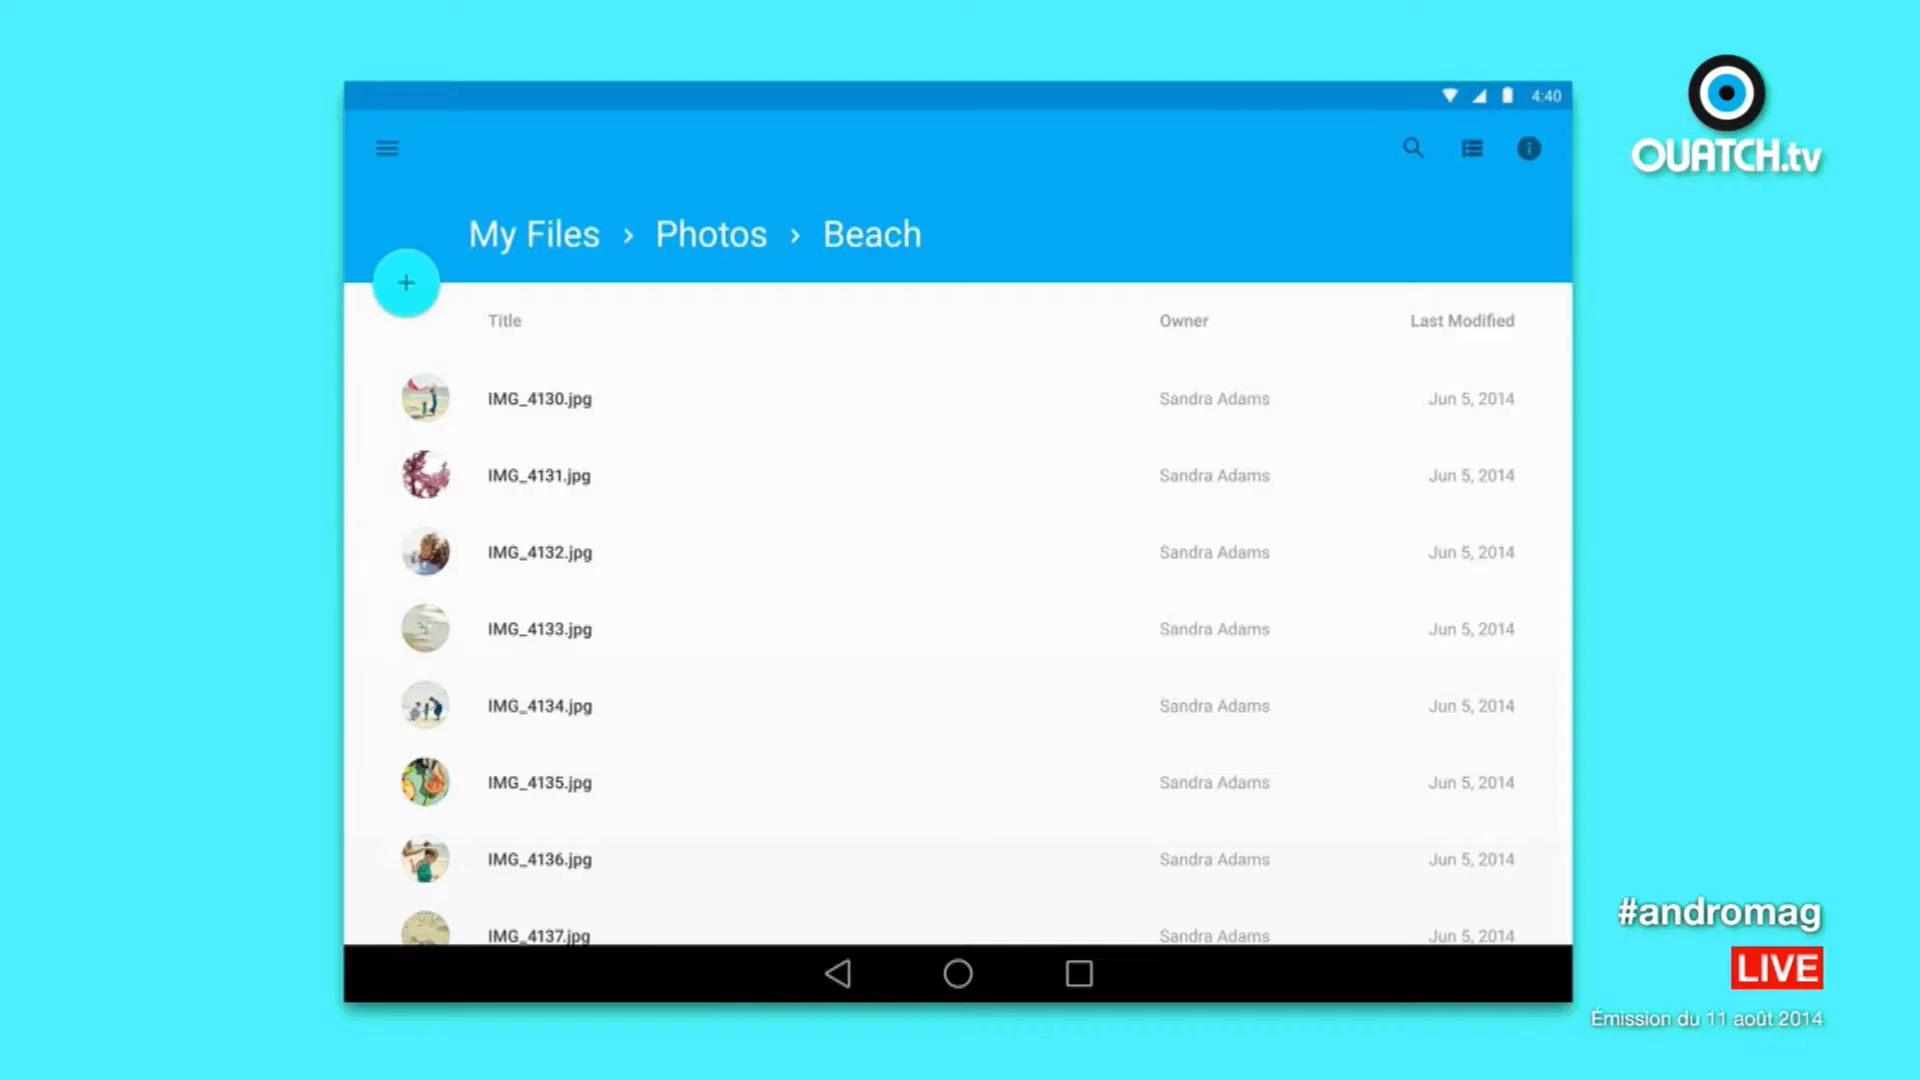 4:40
OUATCH.tv
My Files › Photos › Beach
Title Owner Last Modified
IMG_4130.jpg Sandra Adams Jun 5, 2014
IMG_4131.jpg Sandra Adams Jun 5, 2014
IMG_4132.jpg Sandra Adams Jun 5, 2014
IMG_4133.jpg Sandra Adams Jun 5, 2014
IMG_4134.jpg Sandra Adams Jun 5, 2014
IMG_4135.jpg Sandra Adams Jun 5, 2014
IMG_4136.jpg Sandra Adams Jun 5, 2014
IMG_4137.jpg Sandra Adams Jun 5, 2014
#andromag
LIVE
Émission du 11 août 2014